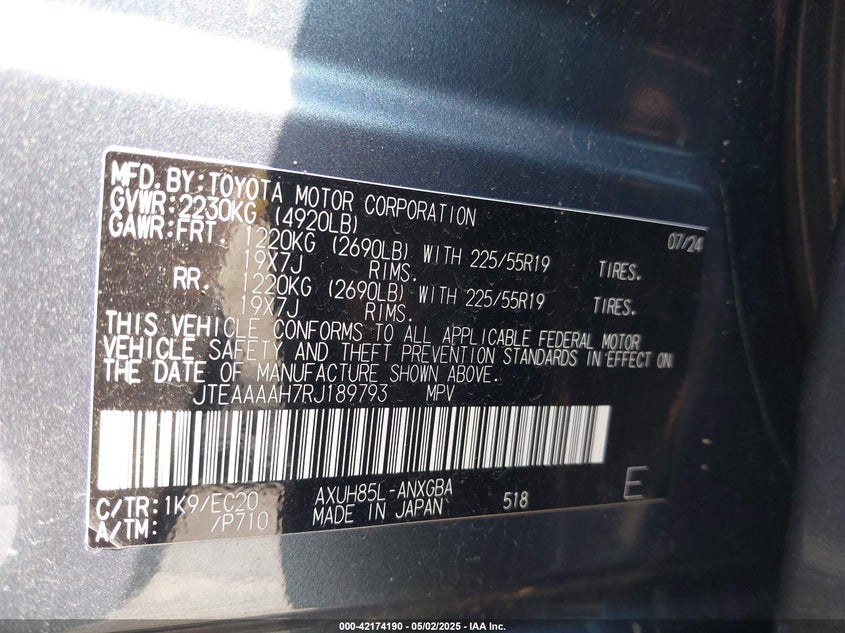 MFD. BY: TOYOTA MOTOR CORPORATION 07/24
GVWR: 2230KG (4920LB)
GAWR: FRT. 1220KG (2690LB) WITH 225/55R19 TIRES.
19X7J RIMS.
RR. 1220KG (2690LB) WITH 225/55R19 TIRES.
19X7J RIMS.
THIS VEHICLE CONFORMS TO ALL APPLICABLE FEDERAL MOTOR
VEHICLE SAFETY AND THEFT PREVENTION STANDARDS IN EFFECT ON
THE DATE OF MANUFACTURE SHOWN ABOVE.
JTEAAAAH7RJ189793 MPV
C/TR: 1K9/EC20 AXUH85L-ANXGBA 518 E
A/TM: /P710 MADE IN JAPAN
000-42174190 - 05/02/2025 - IAA Inc.